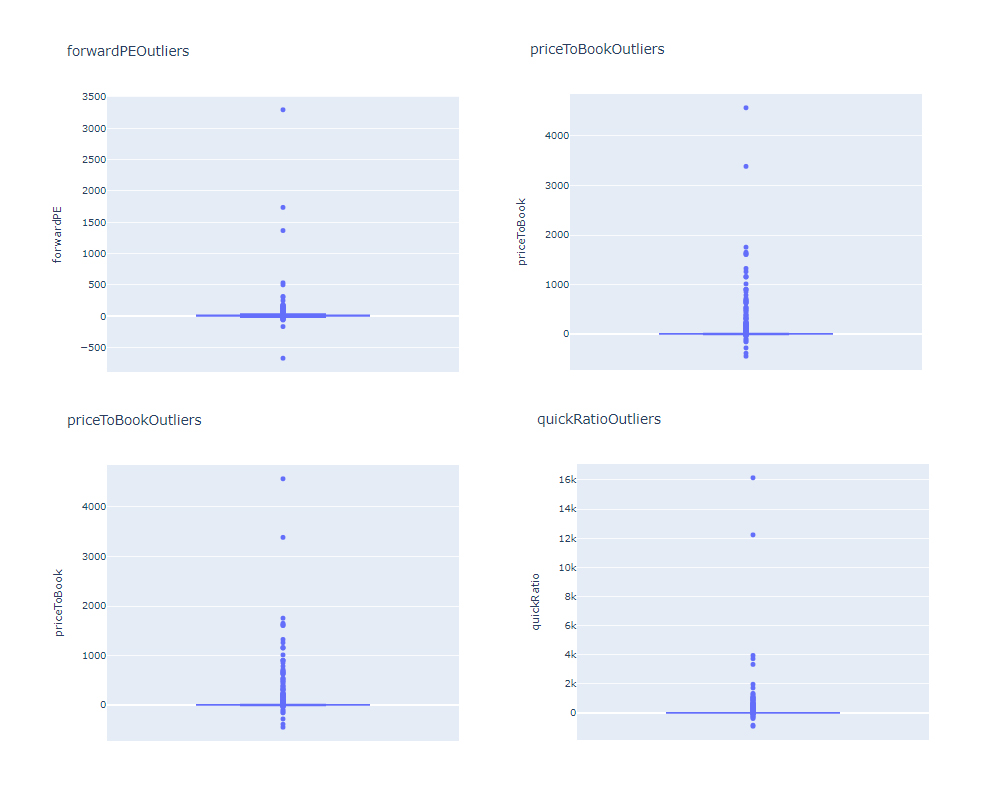 forwardPEOutliers
priceToBookOutliers
3500
3000
2500
2000
1500
1000
500
0
−500
forwardPE
4000
3000
2000
1000
0
priceToBook
priceToBookOutliers
quickRatioOutliers
4000
3000
2000
1000
0
priceToBook
16k
14k
12k
10k
8k
6k
4k
2k
0
quickRatio